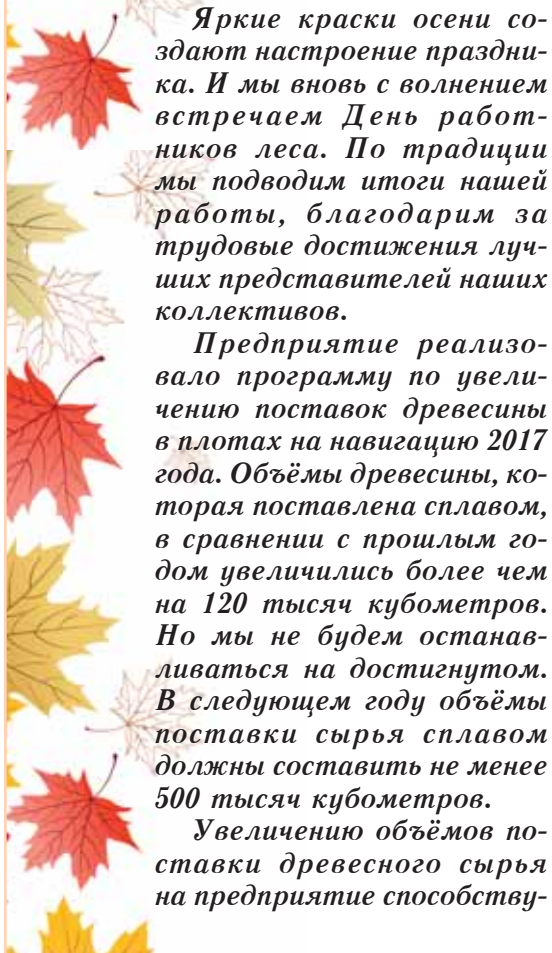 Яркие краски осени со-
здают настроение праздни-
ка. И мы вновь с волнением
встречаем День работ-
ников леса. По традиции
мы подводим итоги нашей
работы, благодарим за
трудовые достижения луч-
ших представителей наших
коллективов.
Предприятие реализо-
вало программу по увели-
чению поставок древесины
в плотах на навигацию 2017
года. Объёмы древесины, ко-
торая поставлена сплавом,
в сравнении с прошлым го-
дом увеличились более чем
на 120 тысяч кубометров.
Но мы не будем останав-
ливаться на достигнутом.
В следующем году объёмы
поставки сырья сплавом
должны составить не менее
500 тысяч кубометров.
Увеличению объёмов по-
ставки древесного сырья
на предприятие способству-